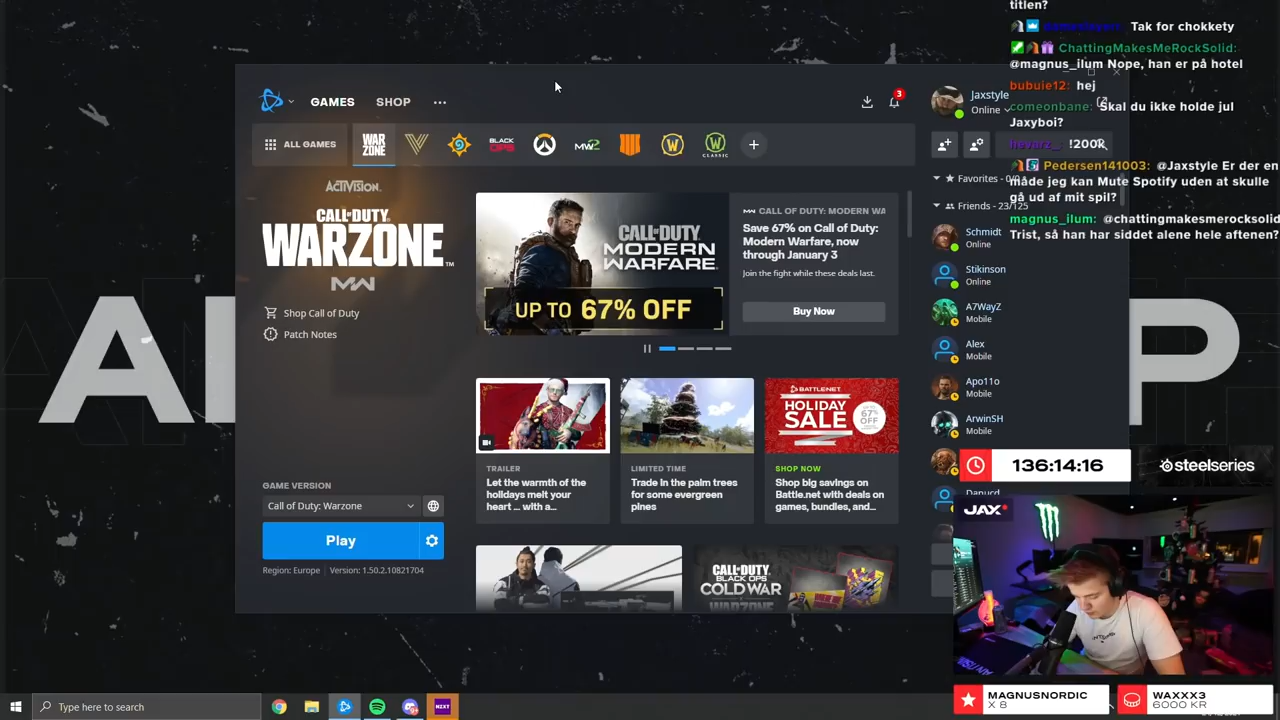 titlen?
Tak for chokkety
ChattingMakesMeRockSolid:
@magnus_ilum Nope, han er på hotel
bubuie12: hej
comeonbane: Skal du ikke holde jul
Jaxyboi?
hevarz_: !200k
Pedersen141003: @Jaxstyle Er der en
måde jeg kan Mute Spotify uden at skulle
gå ud af mit spil?
magnus_ilum: @chattingmakesmerocksolid
Trist, så han har siddet alene hele aftenen?
GAMES
SHOP
3
Jaxstyle
Online
ALL GAMES
WAR
ZONE
BLACK
OPS
MW2
CLASSIC
Favorites - 0/0
Friends - 23/125
Schmidt
Online
Stikinson
Online
A7WayZ
Mobile
Alex
Mobile
Apo11o
Mobile
ArwinSH
Mobile
Danucd
ACTIVISION.
CALL OF DUTY
WARZONE
MW
Shop Call of Duty
Patch Notes
CALL OF DUTY
MODERN
WARFARE.
UP TO 67% OFF
CALL OF DUTY: MODERN WA
Save 67% on Call of Duty:
Modern Warfare, now
through January 3
Join the fight while these deals last.
Buy Now
TRAILER
Let the warmth of the
holidays melt your
heart ... with a...
LIMITED TIME
Trade in the palm trees
for some evergreen
pines
BATTLE.NET
HOLIDAY
SALE
UP TO
67%
OFF
SHOP NOW
Shop big savings on
Battle.net with deals on
games, bundles, and...
CALL OF DUTY
BLACK OPS
COLD WAR
WARZONE
GAME VERSION
Call of Duty: Warzone
Play
Region: Europe | Version: 1.50.2.10821704
136:14:16
steelseries
JAX
MAGNUSNORDIC
X 8
WAXXX3
6000 KR
Type here to search
NZXT